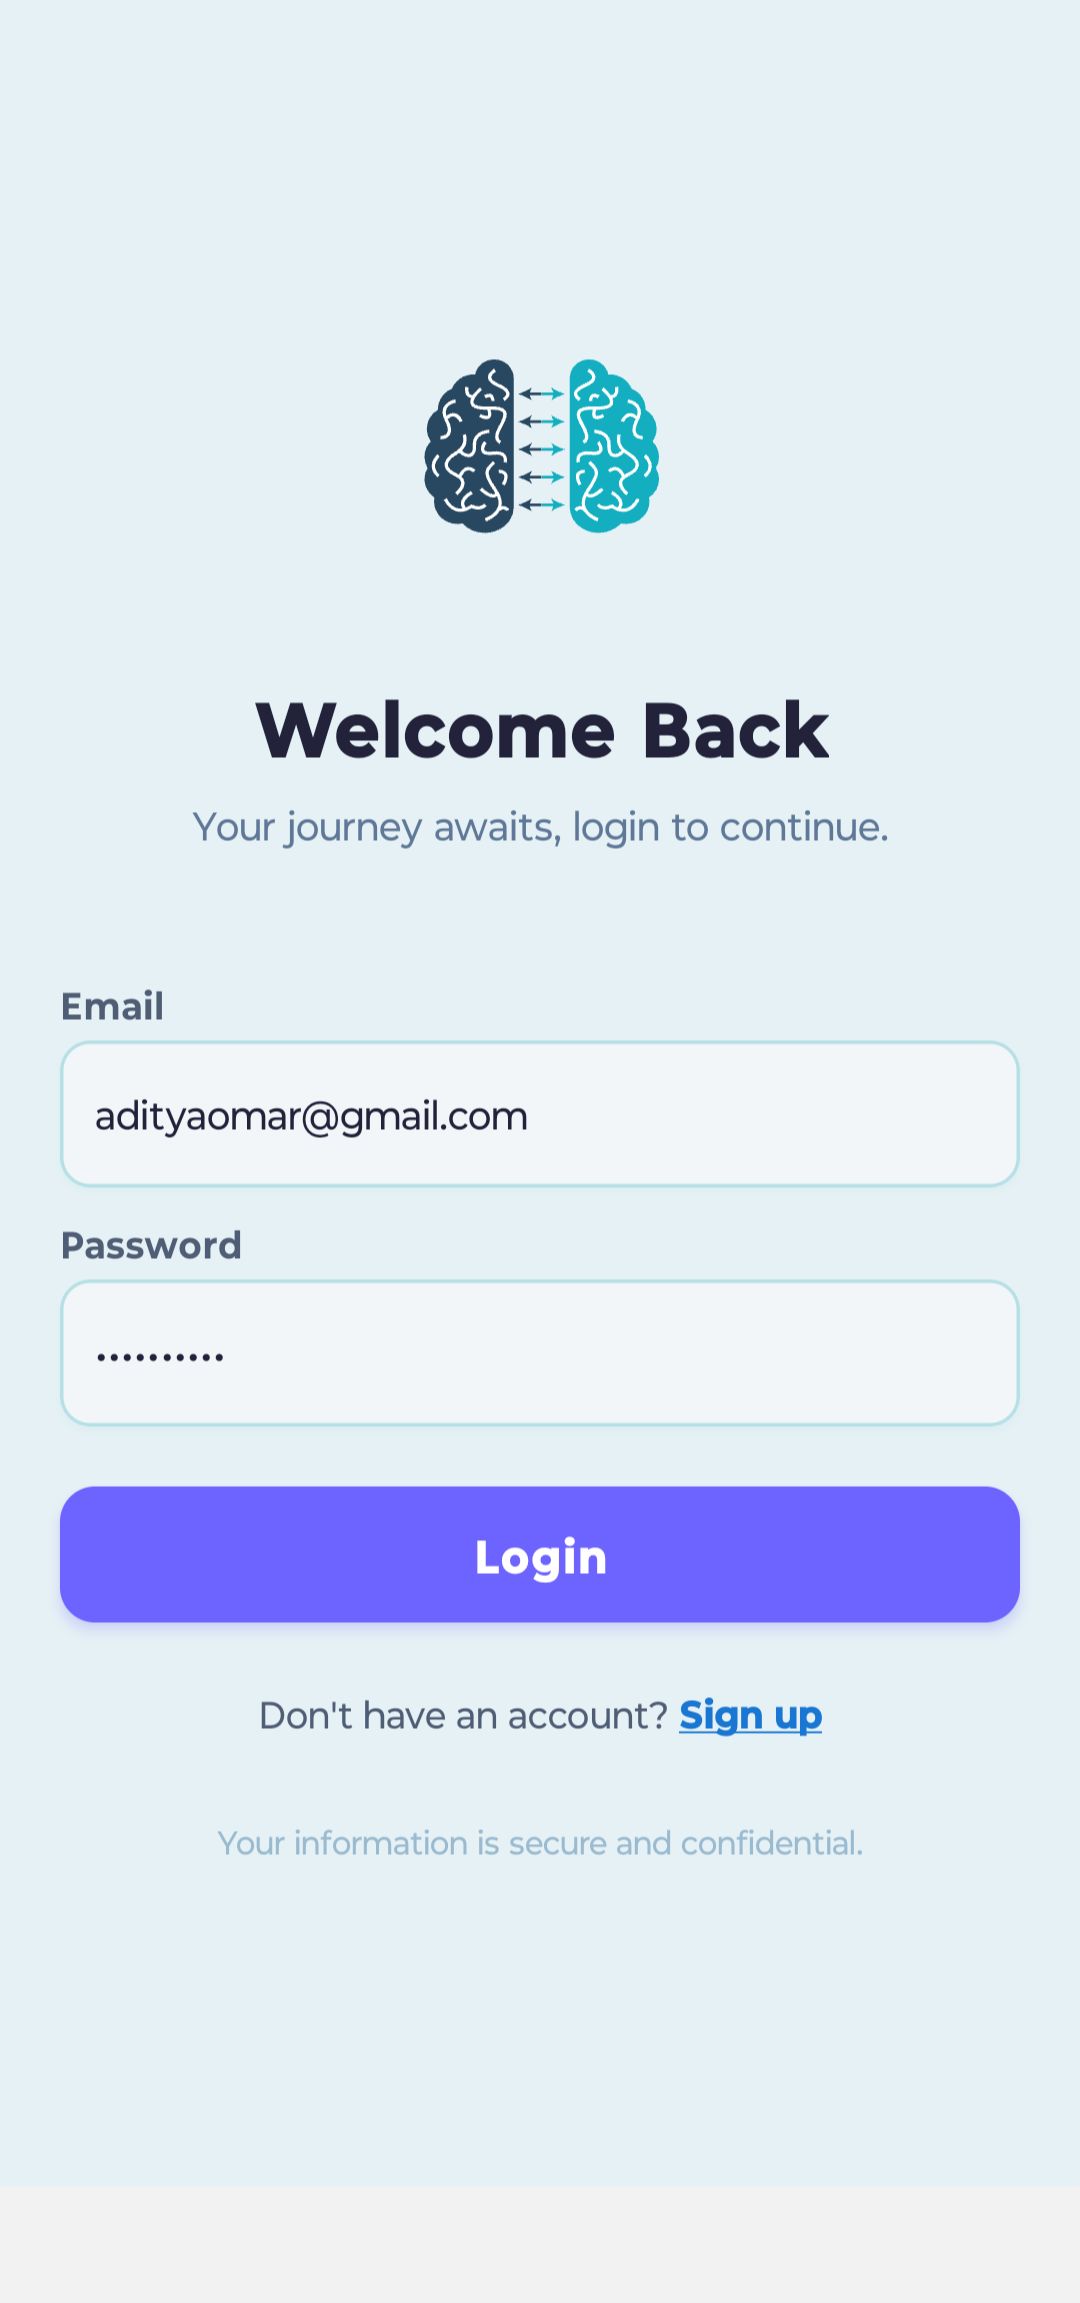 Welcome Back
Your journey awaits, login to continue.
Email
adityaomar@gmail.com
Password
••••••••••
Login
Don't have an account? Sign up
Your information is secure and confidential.